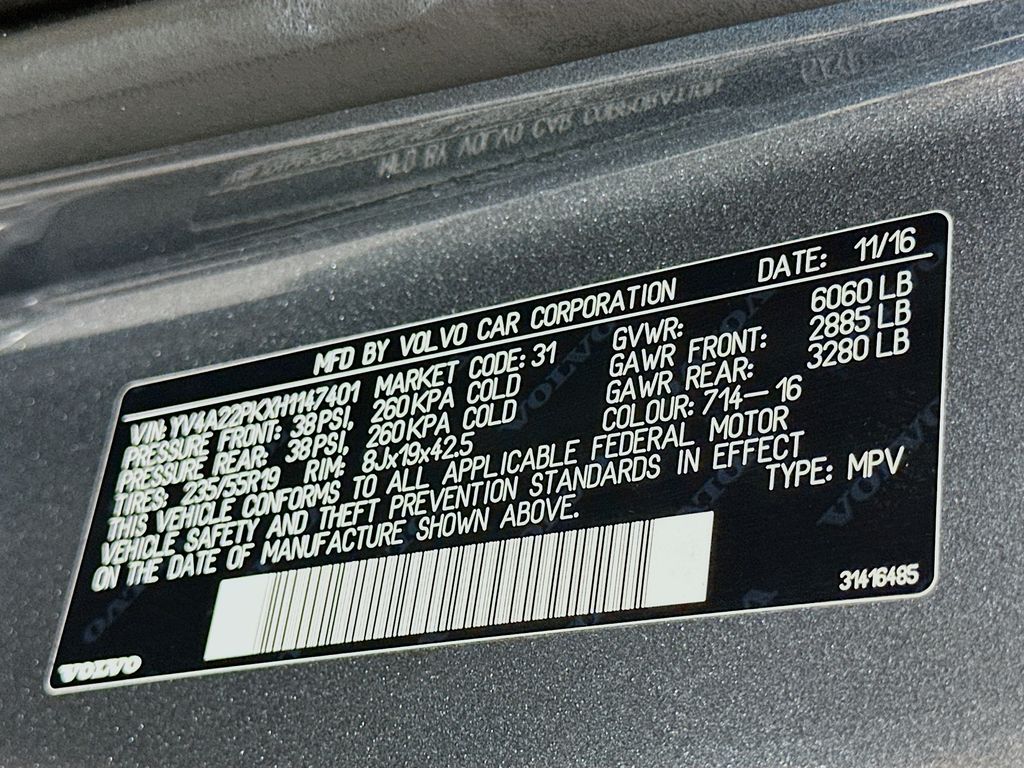 MFD BY VOLVO CAR CORPORATION DATE: 11/16
VIN: YV4A22PKXH1147401 MARKET CODE: 31 GVWR: 6060 LB
PRESSURE FRONT: 38PSI, 260KPA COLD GAWR FRONT: 2885 LB
PRESSURE REAR: 38PSI, 260KPA COLD GAWR REAR: 3280 LB
TIRES: 235/55R19 RIM: 8Jx19x42.5 COLOUR: 714-16
THIS VEHICLE CONFORMS TO ALL APPLICABLE FEDERAL MOTOR
VEHICLE SAFETY AND THEFT PREVENTION STANDARDS IN EFFECT
ON THE DATE OF MANUFACTURE SHOWN ABOVE. TYPE: MPV
31416485
VOLVO